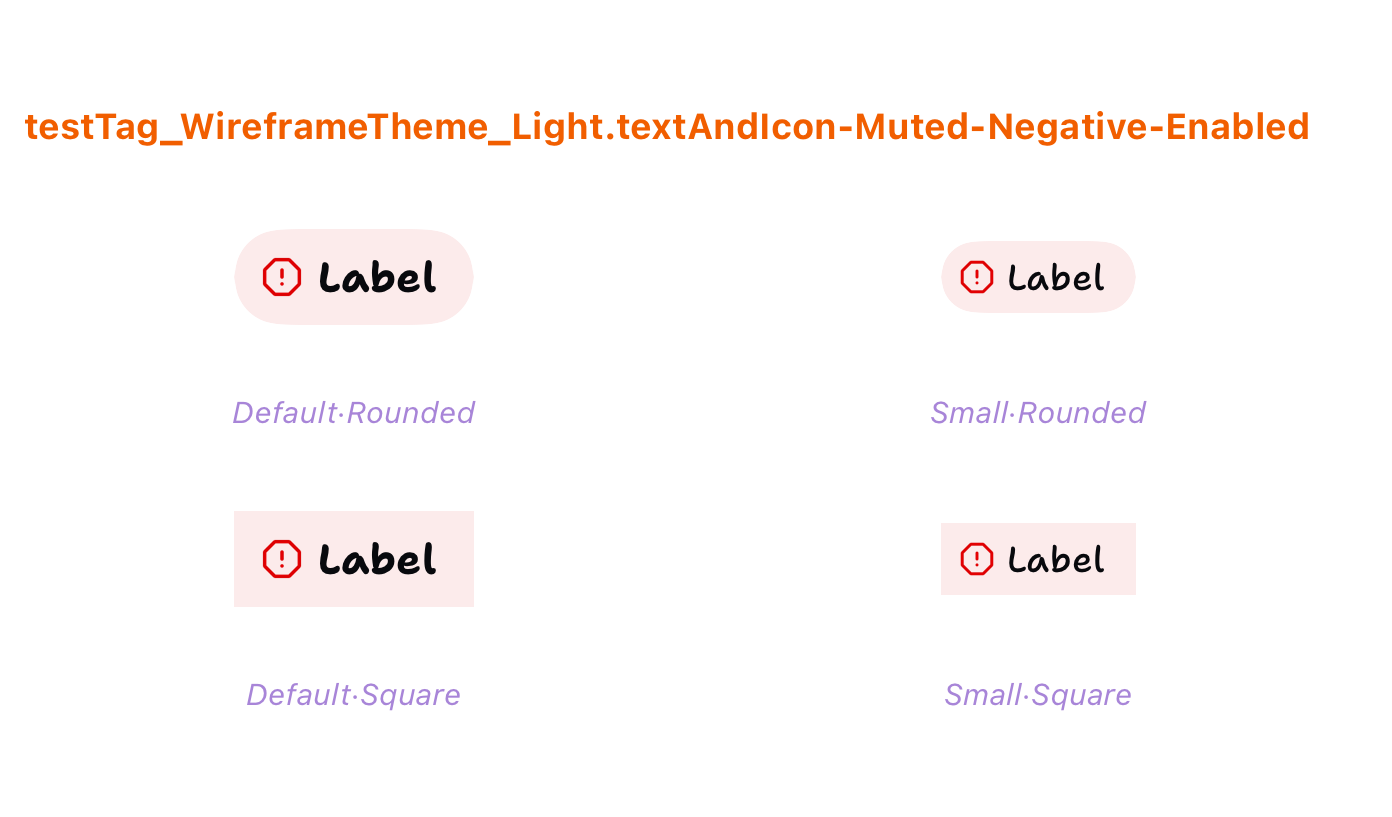 testTag_WireframeTheme_Light.textAndIcon-Muted-Negative-Enabled
Label
Label
Default·Rounded
Small·Rounded
Label
Label
Default·Square
Small·Square